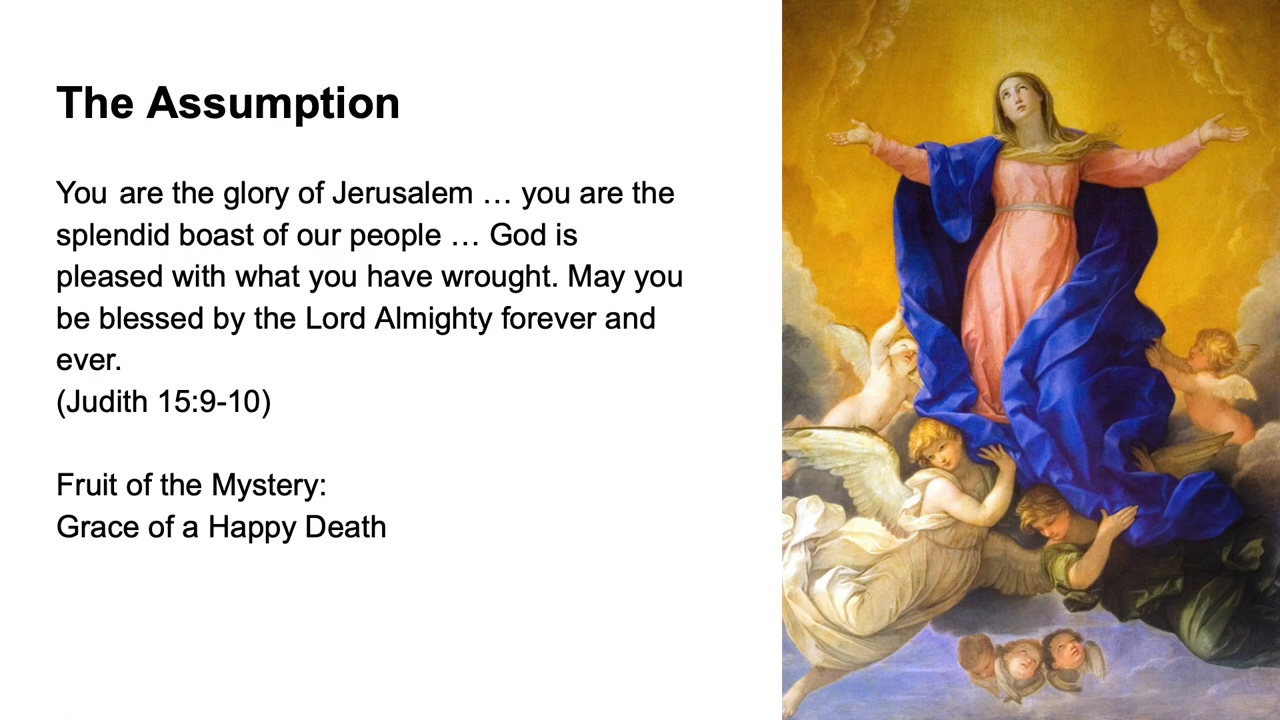 The Assumption
You are the glory of Jerusalem … you are the
splendid boast of our people … God is
pleased with what you have wrought. May you
be blessed by the Lord Almighty forever and
ever.
(Judith 15:9-10)
Fruit of the Mystery:
Grace of a Happy Death